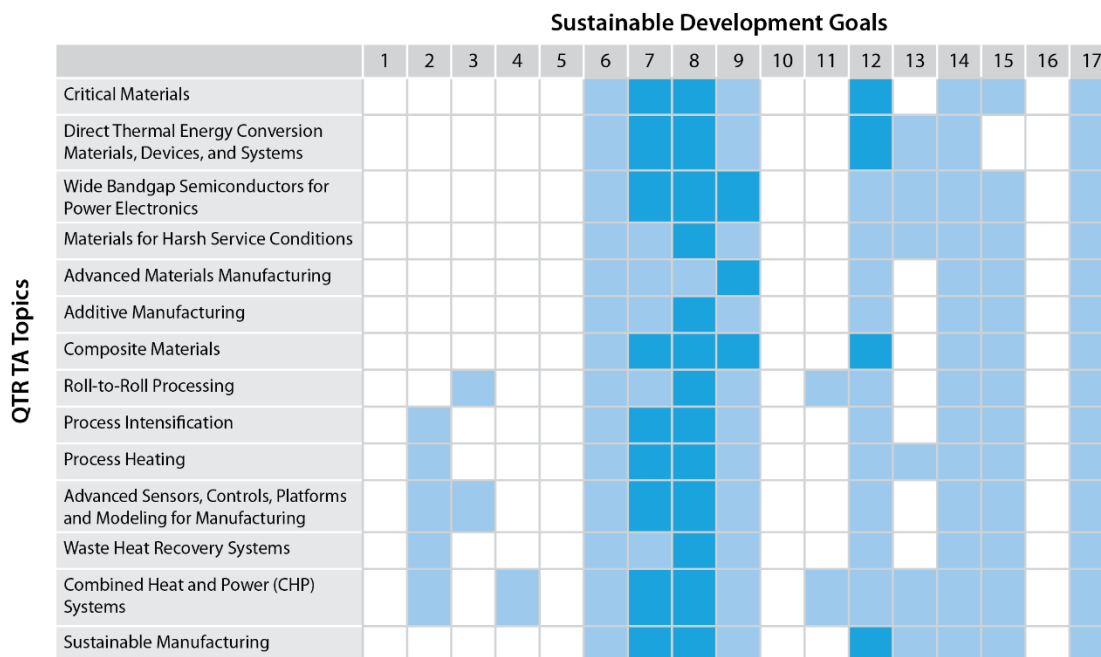 Sustainable Development Goals
1 2 3 4 5 6 7 8 9 10 11 12 13 14 15 16 17
QTR TA Topics
Critical Materials
Direct Thermal Energy Conversion
Materials, Devices, and Systems
Wide Bandgap Semiconductors for
Power Electronics
Materials for Harsh Service Conditions
Advanced Materials Manufacturing
Additive Manufacturing
Composite Materials
Roll-to-Roll Processing
Process Intensification
Process Heating
Advanced Sensors, Controls, Platforms
and Modeling for Manufacturing
Waste Heat Recovery Systems
Combined Heat and Power (CHP)
Systems
Sustainable Manufacturing